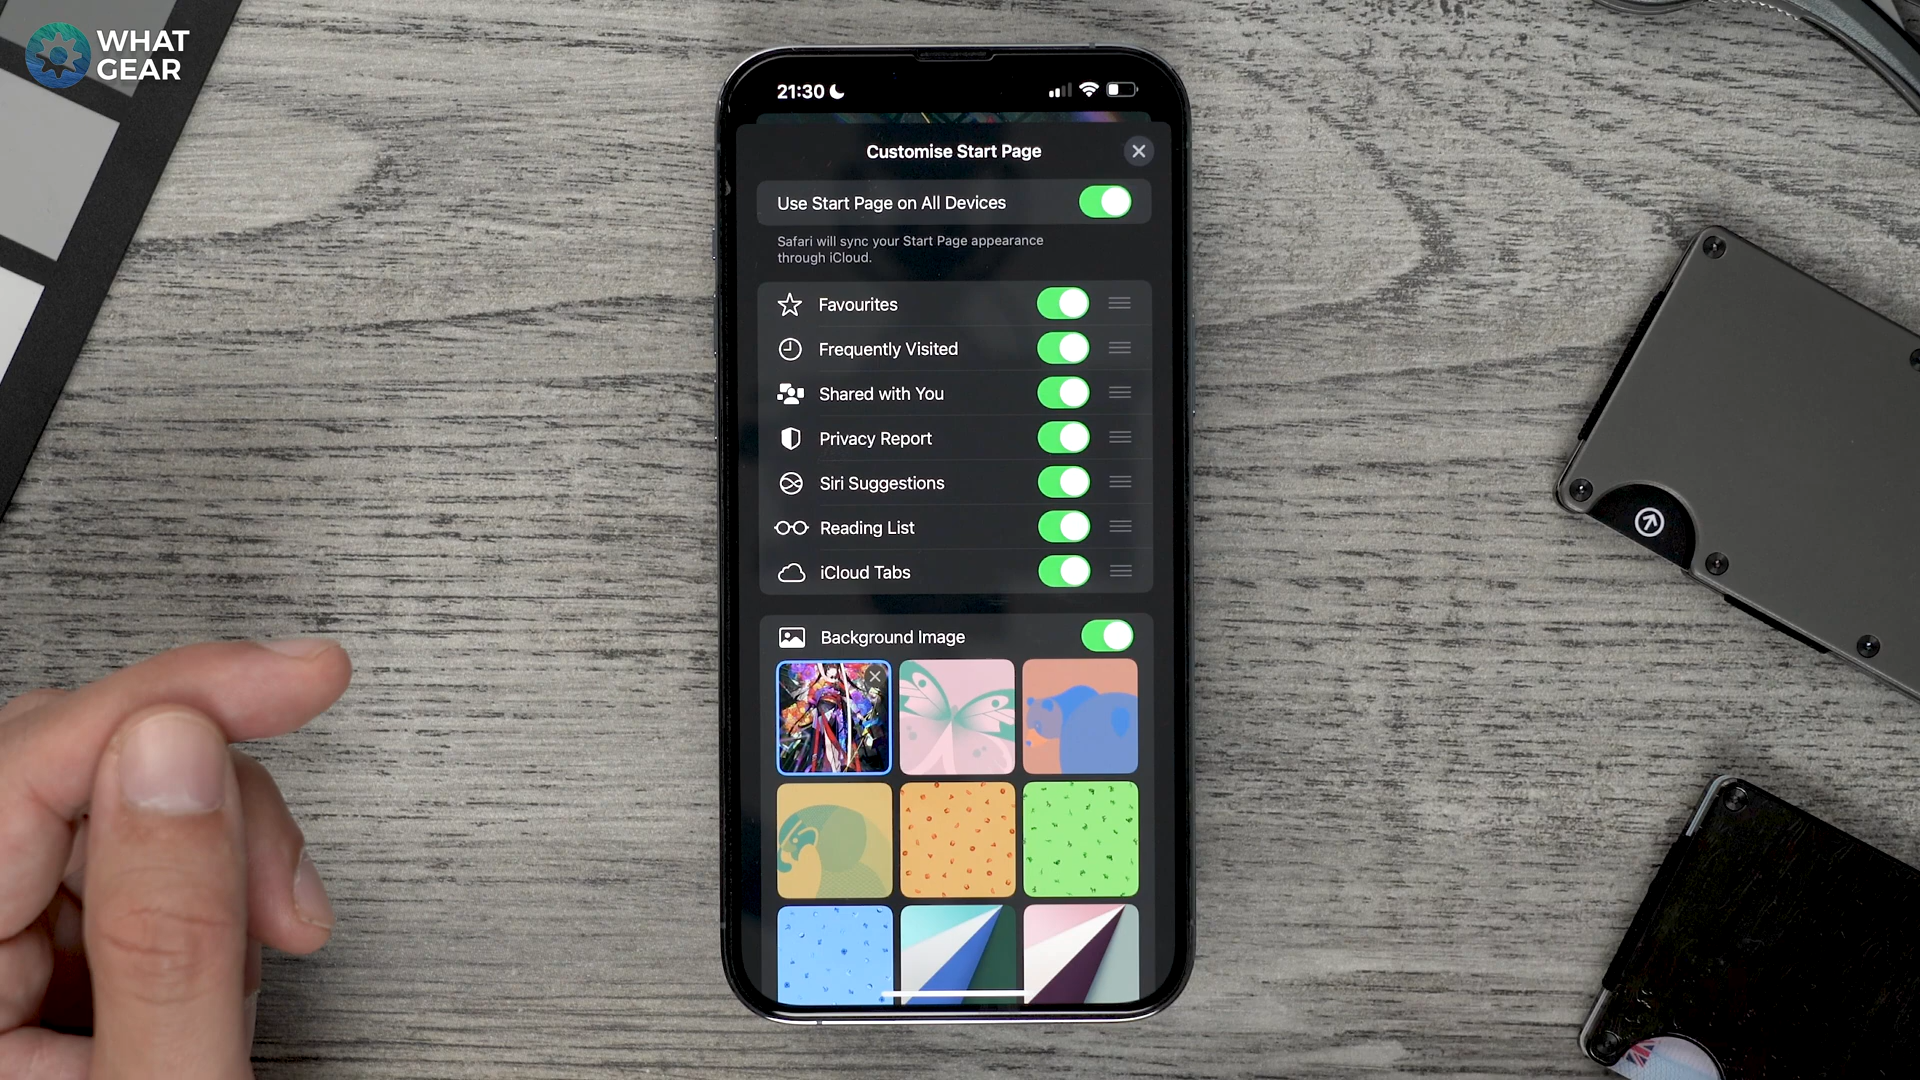 WHAT
GEAR
21:30
Customise Start Page
Use Start Page on All Devices
Safari will sync your Start Page appearance
through iCloud.
Favourites
Frequently Visited
Shared with You
Privacy Report
Siri Suggestions
Reading List
iCloud Tabs
Background Image